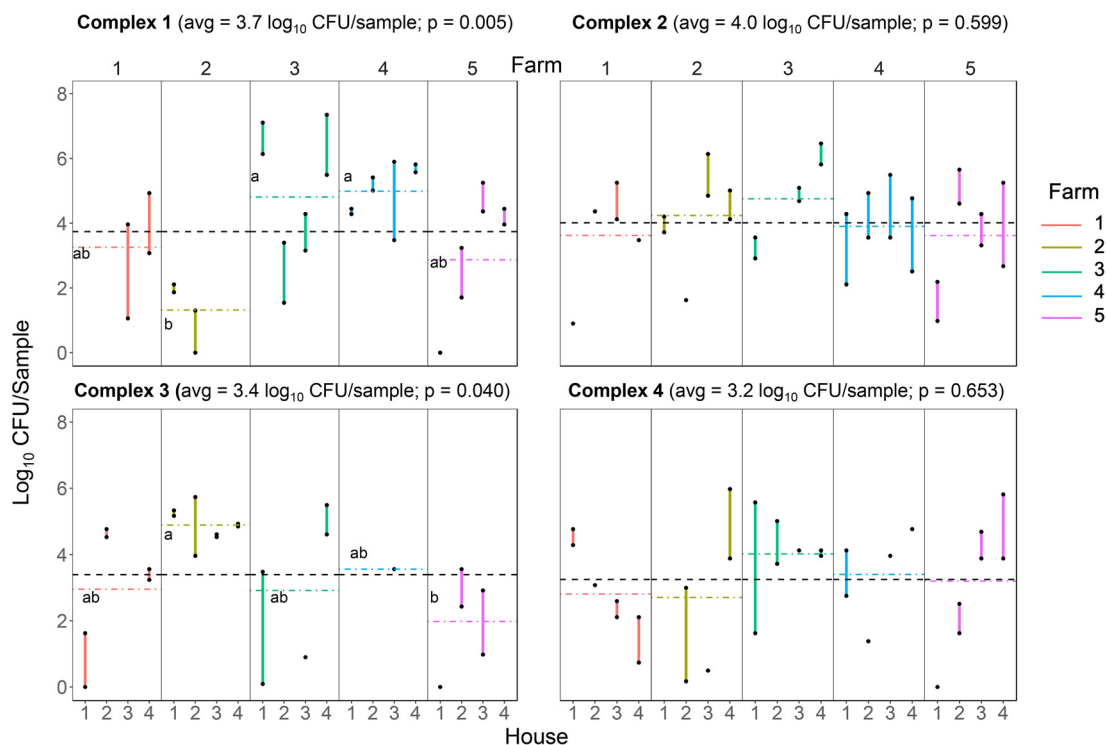 Complex 1 (avg = 3.7 log10 CFU/sample; p = 0.005)
Complex 2 (avg = 4.0 log10 CFU/sample; p = 0.599)
Farm
1 2 3 4 5
1 2 3 4 5
8
6
4
2
0
a
a
ab
ab
b
Farm
1
2
3
4
5
Log10 CFU/Sample
Complex 3 (avg = 3.4 log10 CFU/sample; p = 0.040)
Complex 4 (avg = 3.2 log10 CFU/sample; p = 0.653)
8
6
4
2
0
a
ab
ab
ab
b
1 2 3 4 1 2 3 4 1 2 3 4 1 2 3 4 1 2 3 4
1 2 3 4 1 2 3 4 1 2 3 4 1 2 3 4 1 2 3 4
House